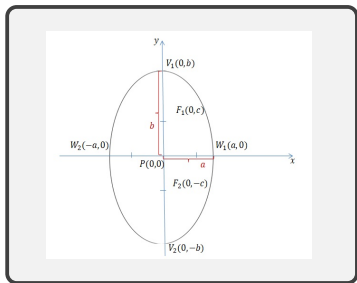 y
V₁(0,b)
F₁(0,c)
b
W₂(−a,0)
W₁(a,0)
P(0,0)
a
x
F₂(0,−c)
V₂(0,−b)